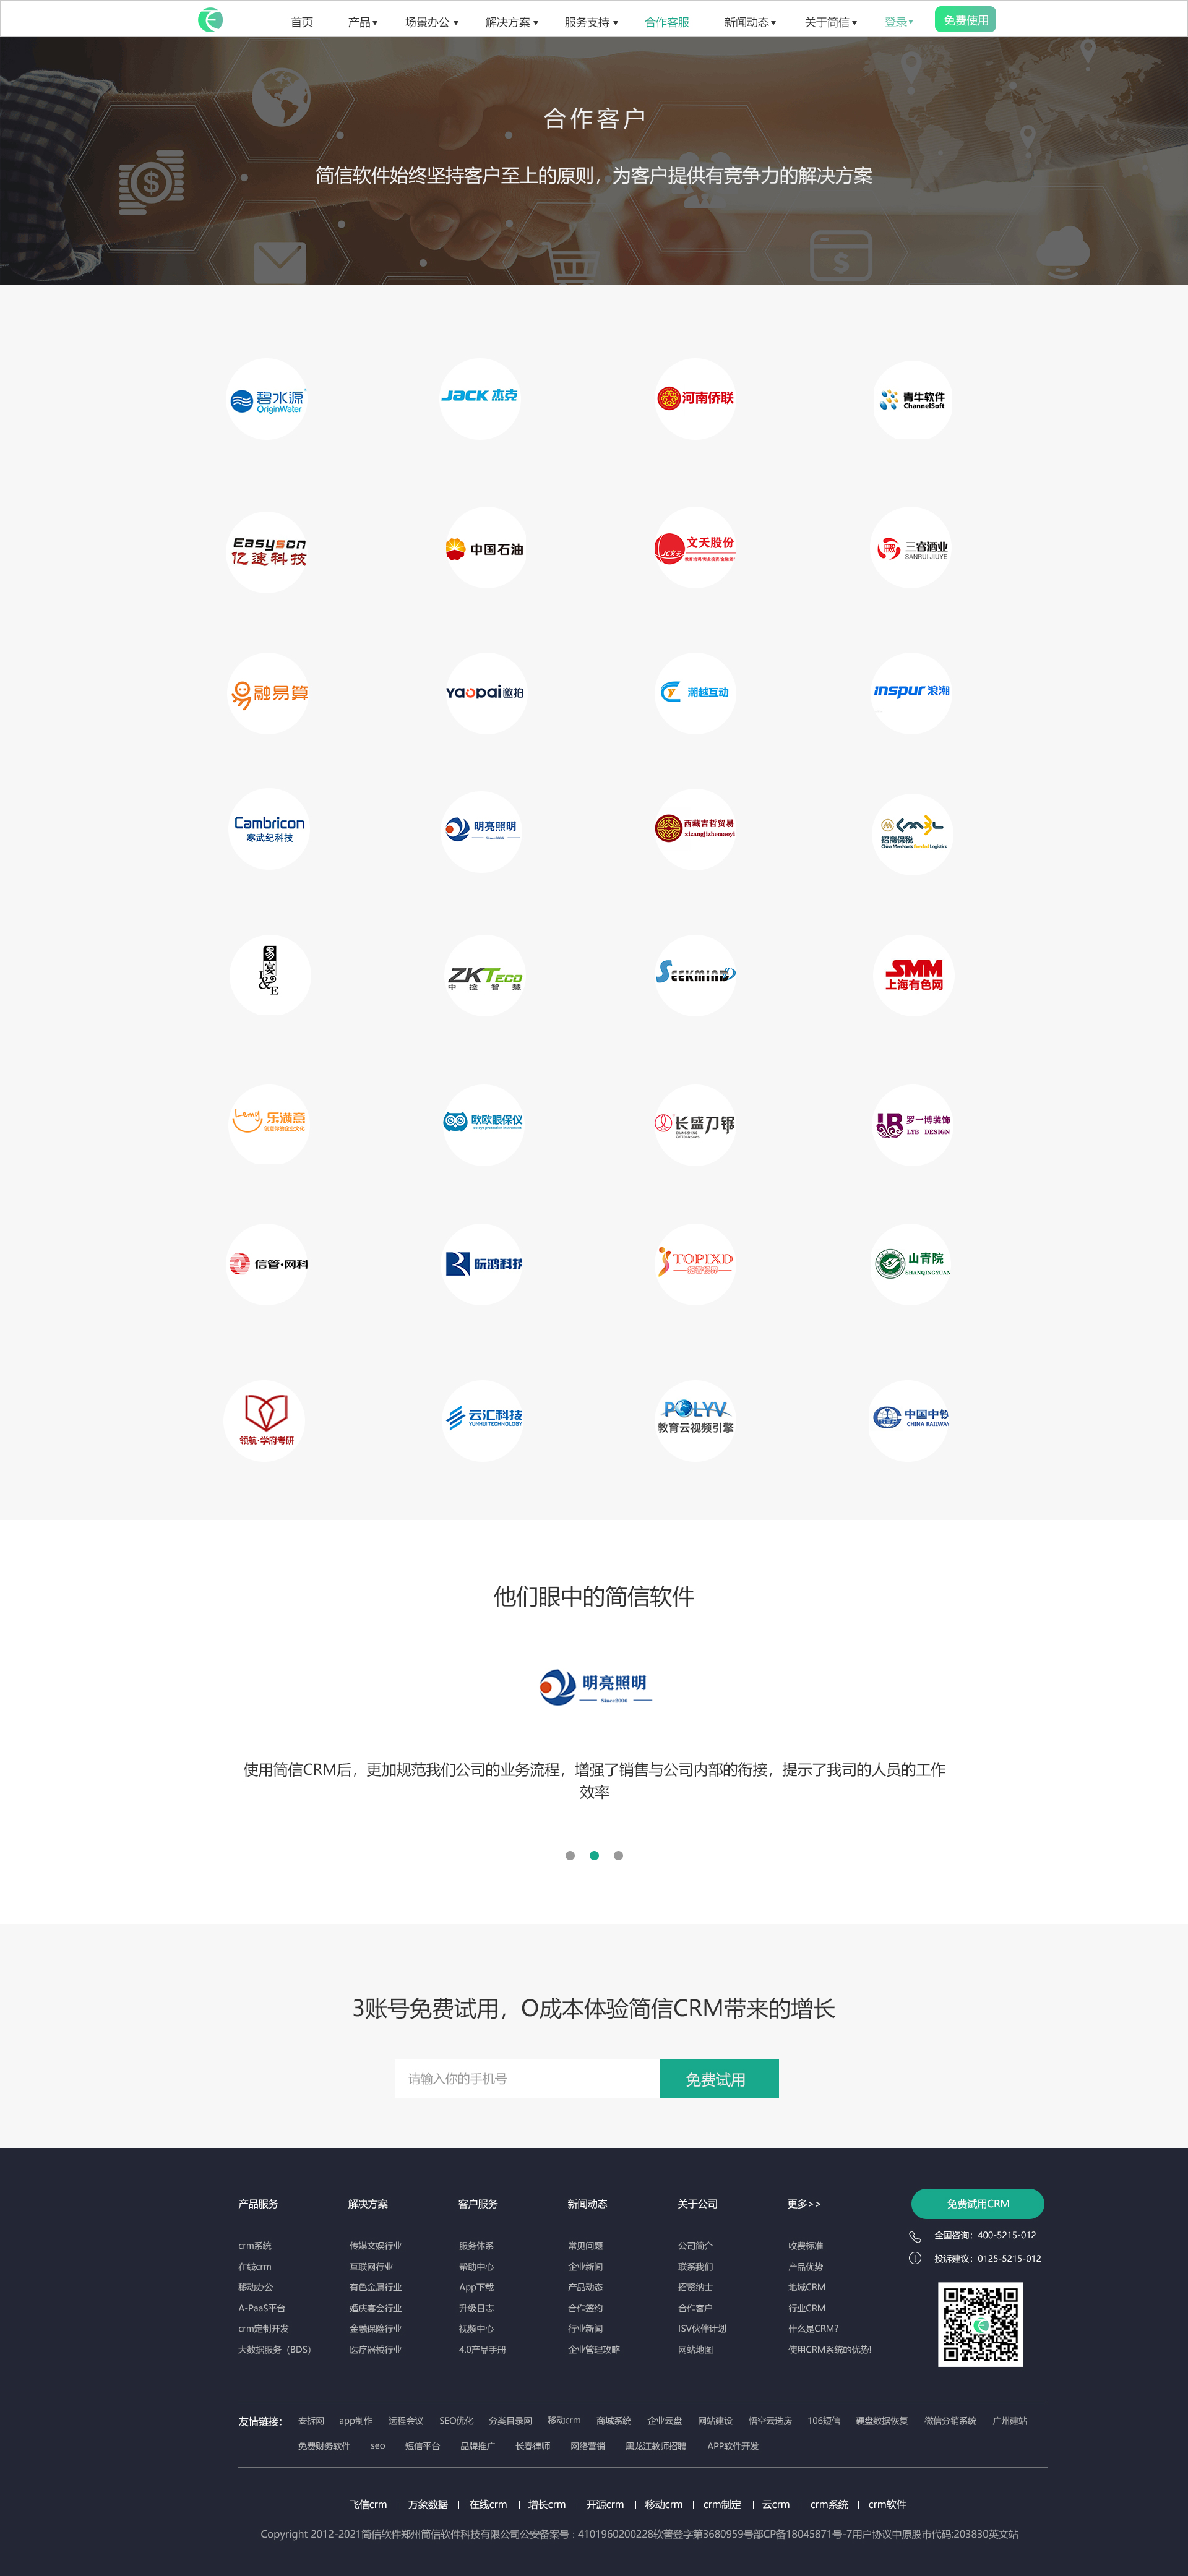 首页 产品 场景办公 解决方案 服务支持 合作客服 新闻动态 关于简信 登录 免费使用
合作客户
简信软件始终坚持客户至上的原则，为客户提供有竞争力的解决方案
碧水源 OriginWater
JACK 杰克
河南侨联
青牛软件 ChannelSoft
Easyson 亿速科技
中国石油
JC文天 文天股份
三睿酒业 SANRUI JIUYE
融易算
yaopai 邀拍
潮越互动
inspur 浪潮
Cambricon 寒武纪科技
明亮照明 Since2006
西藏吉哲贸易 xizangjizhemaoyi
招商保税 China Merchants Bonded Logistics
易宴 L&E
ZKTeco 中控智慧
SEEKMIND
SMM 上海有色网
Lemy 乐满意
欧欧眼保仪
长盛刀锯
罗一博装饰 LYB DESIGN
信管·网科
阮鸿科技
TOPIXD
山青院 SHANQINGYUAN
领航·学府考研
云汇科技 YUNHUI TECHNOLOGY
POLYV 教育云视频引擎
中国中铁 CHINA RAILWAY
他们眼中的简信软件
明亮照明
Since2006
使用简信CRM后，更加规范我们公司的业务流程，增强了销售与公司内部的衔接，提示了我司的人员的工作
效率
3账号免费试用，O成本体验简信CRM带来的增长
请输入你的手机号 免费试用
产品服务 解决方案 客户服务 新闻动态 关于公司 更多>> 免费试用CRM
全国咨询：400-5215-012
投诉建议：0125-5215-012
crm系统 传媒文娱行业 服务体系 常见问题 公司简介 收费标准
在线crm 互联网行业 帮助中心 企业新闻 联系我们 产品优势
移动办公 有色金属行业 App下载 产品动态 招贤纳士 地域CRM
A-PaaS平台 婚庆宴会行业 升级日志 合作签约 合作客户 行业CRM
crm定制开发 金融保险行业 视频中心 行业新闻 ISV伙伴计划 什么是CRM?
大数据服务（BDS） 医疗器械行业 4.0产品手册 企业管理攻略 网站地图 使用CRM系统的优势!
友情链接： 安拆网 app制作 远程会议 SEO优化 分类目录网 移动crm 商城系统 企业云盘 网站建设 悟空云选房 106短信 硬盘数据恢复 微信分销系统 广州建站
免费财务软件 seo 短信平台 品牌推广 长春律师 网络营销 黑龙江教师招聘 APP软件开发
飞信crm | 万象数据 | 在线crm | 增长crm | 开源crm | 移动crm | crm制定 | 云crm | crm系统 | crm软件
Copyright 2012-2021简信软件郑州简信软件科技有限公司公安备案号 : 4101960200228软著登字第3680959号部CP备18045871号-7用户协议中原股市代码:203830英文站